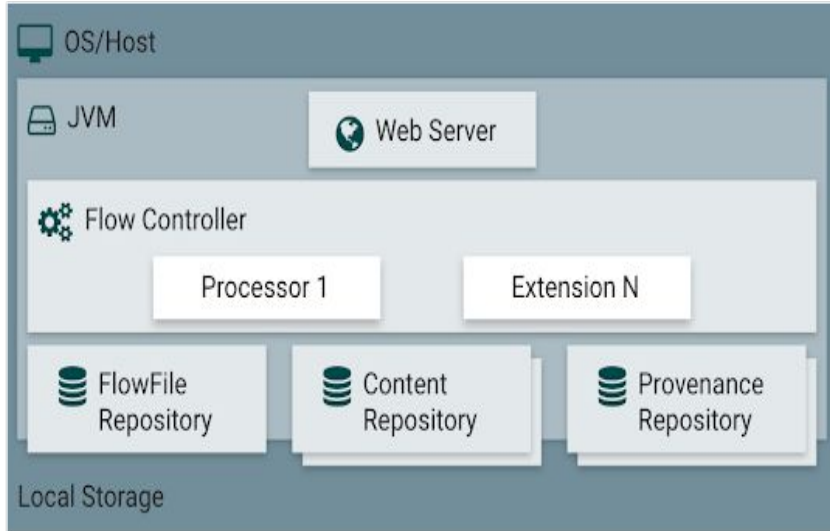 OS/Host
JVM
Web Server
Flow Controller
Processor 1
Extension N
FlowFile
Repository
Content
Repository
Provenance
Repository
Local Storage